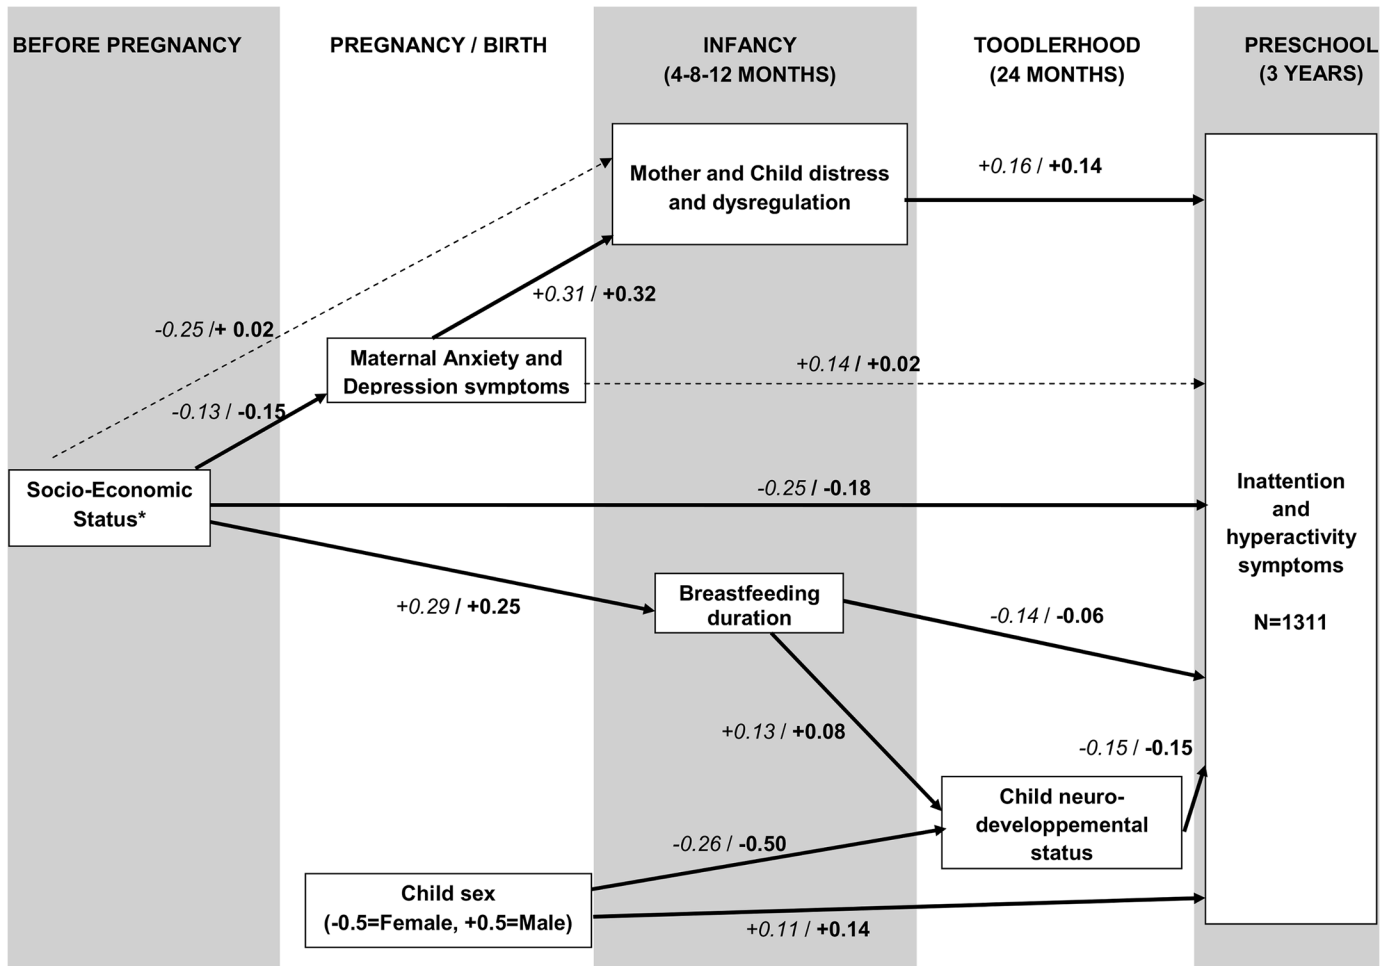 BEFORE PREGNANCY
PREGNANCY / BIRTH
INFANCY
(4-8-12 MONTHS)
TOODLERHOOD
(24 MONTHS)
PRESCHOOL
(3 YEARS)
Mother and Child distress
and dysregulation
+0.16 / +0.14
+0.31 / +0.32
-0.25 /+ 0.02
Maternal Anxiety and
Depression symptoms
+0.14 / +0.02
-0.13 / -0.15
Socio-Economic
Status*
-0.25 / -0.18
Inattention
and
hyperactivity
symptoms
N=1311
+0.29 / +0.25
Breastfeeding
duration
-0.14 / -0.06
+0.13 / +0.08
-0.15 / -0.15
Child neuro-
developpemental
status
-0.26 / -0.50
Child sex
(-0.5=Female, +0.5=Male)
+0.11 / +0.14